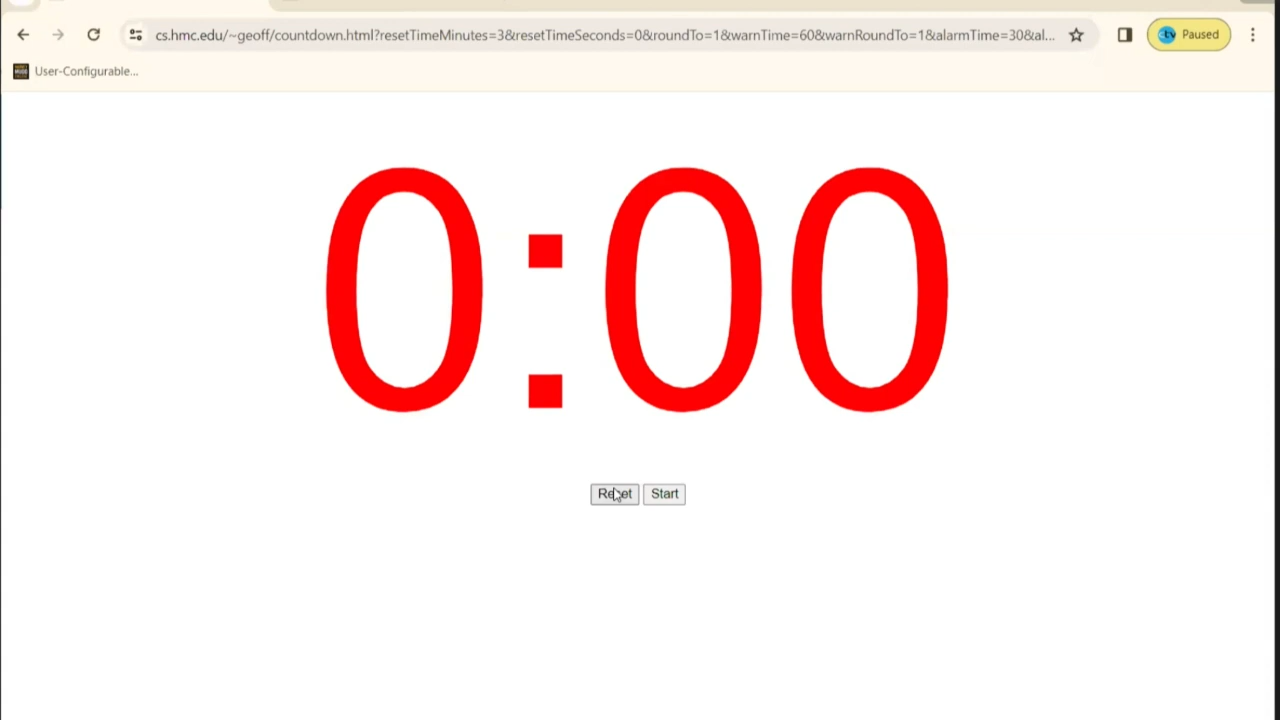 cs.hmc.edu/~geoff/countdown.html?resetTimeMinutes=3&resetTimeSeconds=0&roundTo=1&warnTime=60&warnRoundTo=1&alarmTime=30&al...
Paused
User-Configurable...
0:00
Reset Start